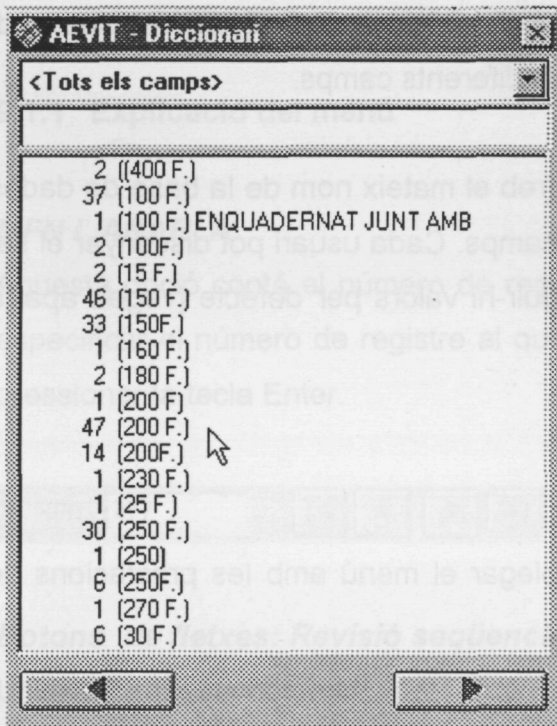 AEVIT - Diccionari
<Tots els camps>
2 ((400 F.)
37 (100 F.)
1 (100 F.) ENQUADERNAT JUNT AMB
7 (100F.)
2 (15 F.)
46 (150 F.)
33 (150F.)
1 (160 F.)
2 (180 F.)
1 (200 F)
47 (200 F.)
14 (200F.)
1 (230 F.)
1 (25 F.)
30 (250 F.)
1 (250)
6 (250F.)
1 (270 F.)
6 (30 F.)